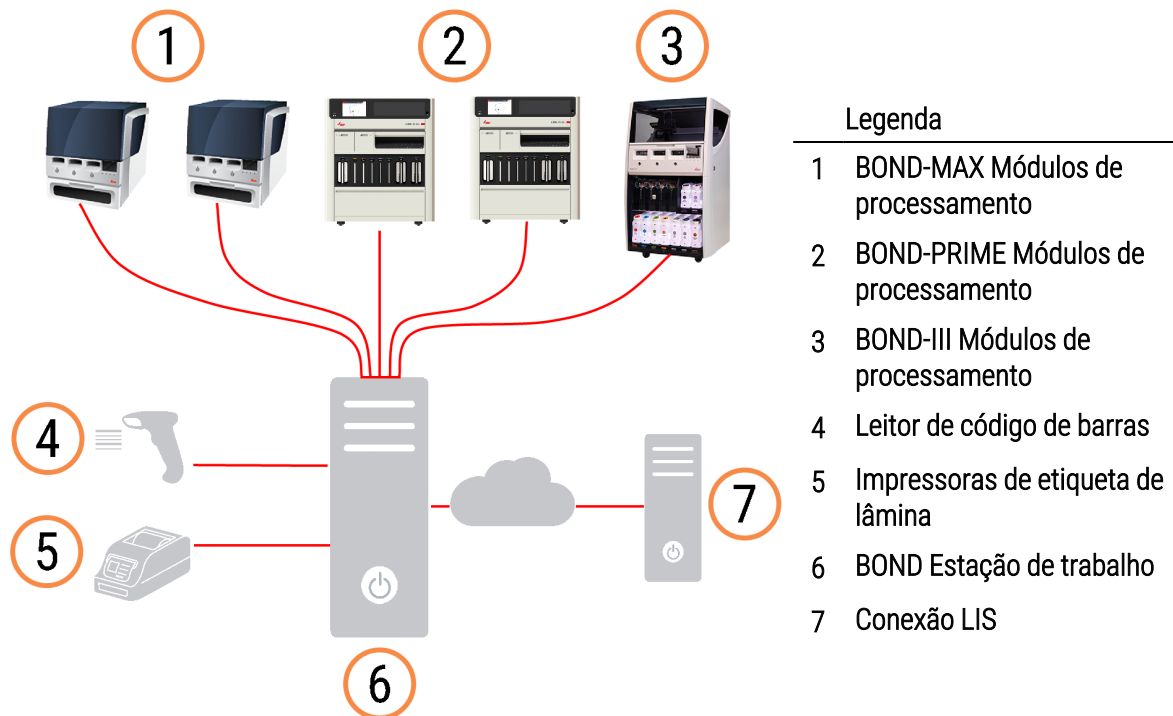 1
2
3
Legenda
1 BOND-MAX Módulos de
processamento
2 BOND-PRIME Módulos de
processamento
3 BOND-III Módulos de
processamento
4 Leitor de código de barras
5 Impressoras de etiqueta de
lâmina
6 BOND Estação de trabalho
7 Conexão LIS
4
5
7
6